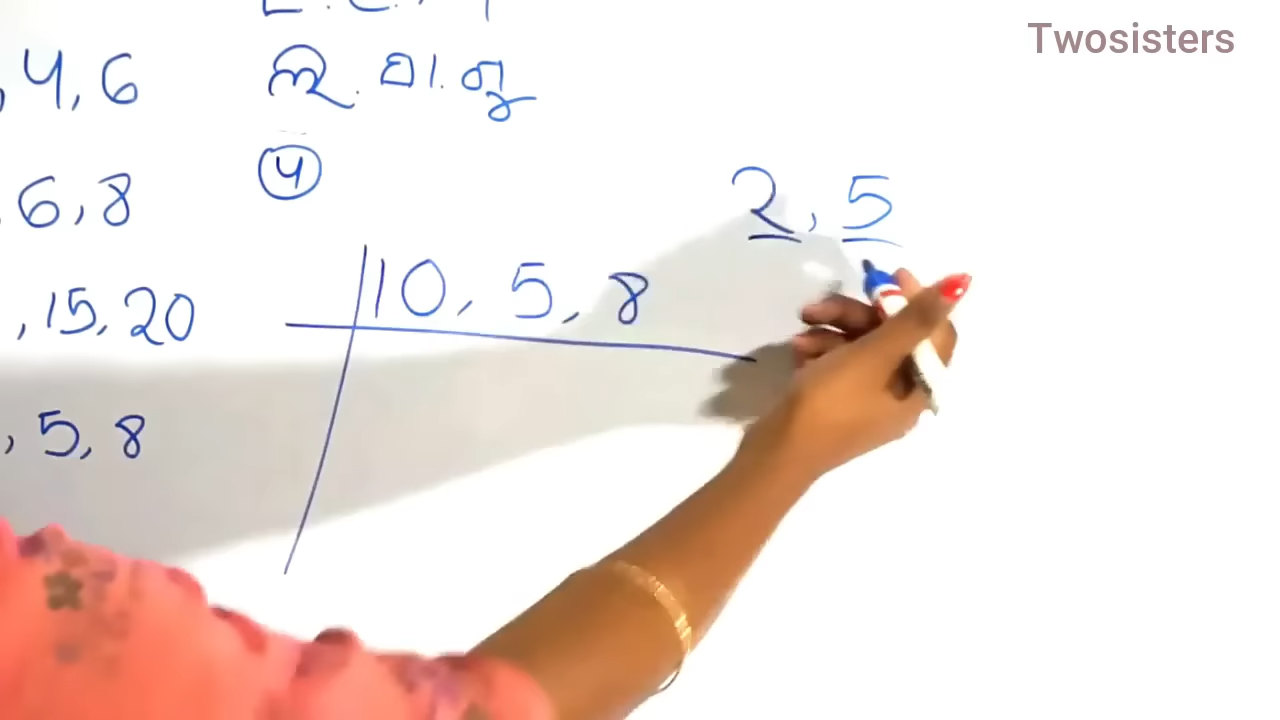 Twosisters
, 4, 6
ଲ. ସା. ଗୁ
④
6, 8
2, 5
10, 5, 8
, 15, 20
, 5, 8